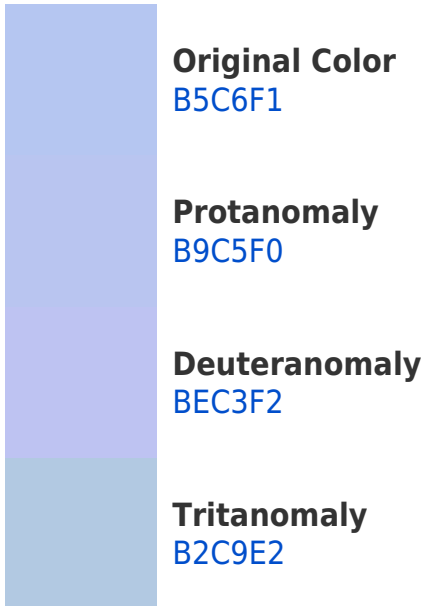 Original Color
B5C6F1
Protanomaly
B9C5F0
Deuteranomaly
BEC3F2
Tritanomaly
B2C9E2